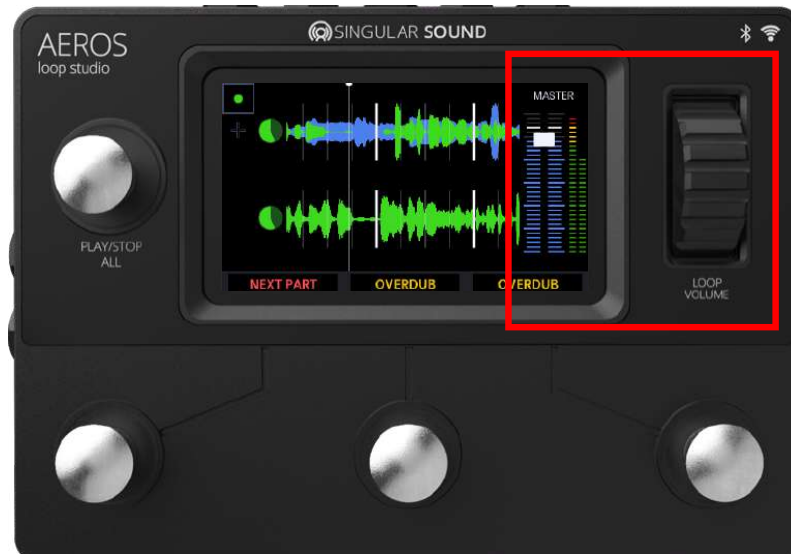 SINGULAR SOUND
AEROS
loop studio
MASTER
PLAY/STOP
ALL
LOOP
VOLUME
NEXT PART
OVERDUB
OVERDUB